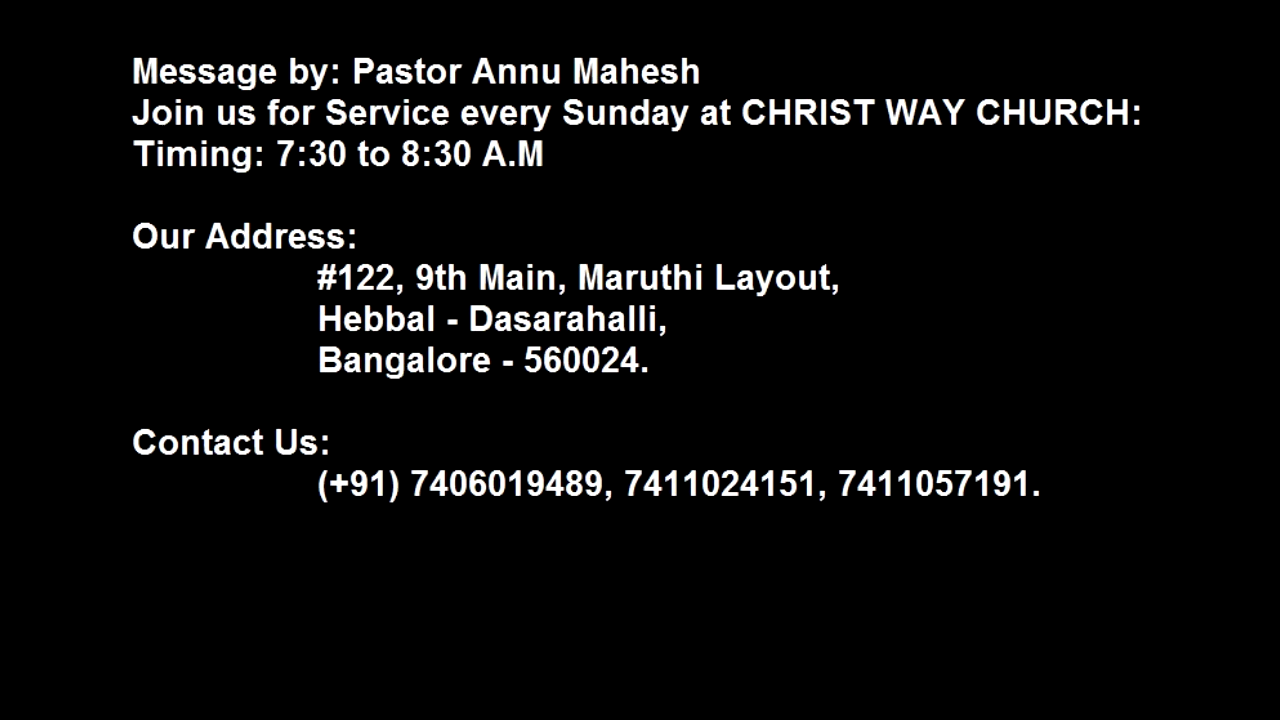 Message by: Pastor Annu Mahesh
Join us for Service every Sunday at CHRIST WAY CHURCH:
Timing: 7:30 to 8:30 A.M
Our Address:
#122, 9th Main, Maruthi Layout,
Hebbal - Dasarahalli,
Bangalore - 560024.
Contact Us:
(+91) 7406019489, 7411024151, 7411057191.